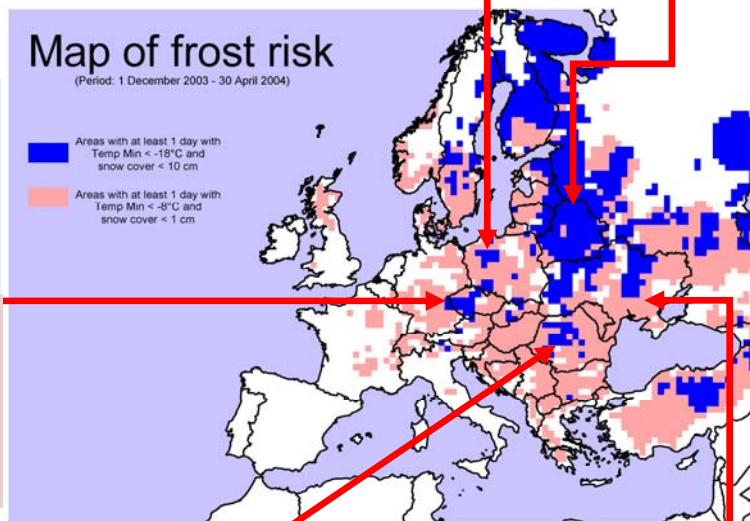 Map of frost risk
(Period: 1 December 2003 - 30 April 2004)
Areas with at least 1 day with
Temp Min < -18°C and
snow cover < 10 cm
Areas with at least 1 day with
Temp Min < -8°C and
snow cover < 1 cm